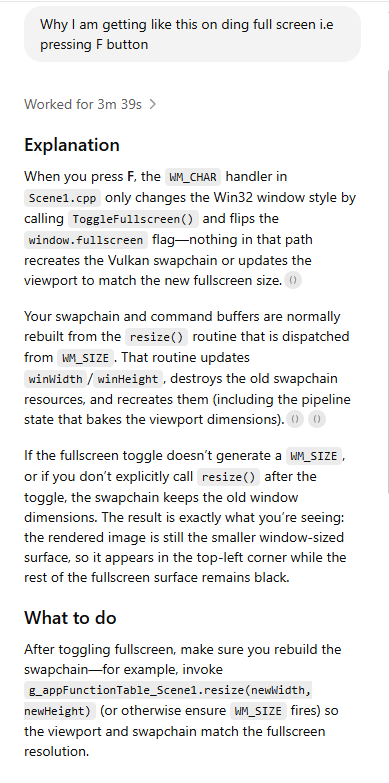 Why I am getting like this on ding full screen i.e
pressing F button
Worked for 3m 39s >
Explanation
When you press F, the WM_CHAR handler in
Scene1.cpp only changes the Win32 window style by
calling ToggleFullscreen() and flips the
window.fullscreen flag—nothing in that path
recreates the Vulkan swapchain or updates the
viewport to match the new fullscreen size.
Your swapchain and command buffers are normally
rebuilt from the resize() routine that is dispatched
from WM_SIZE. That routine updates
winWidth/winHeight, destroys the old swapchain
resources, and recreates them (including the pipeline
state that bakes the viewport dimensions).
If the fullscreen toggle doesn't generate a WM_SIZE,
or if you don't explicitly call resize() after the
toggle, the swapchain keeps the old window
dimensions. The result is exactly what you're seeing:
the rendered image is still the smaller window-sized
surface, so it appears in the top-left corner while the
rest of the fullscreen surface remains black.
What to do
After toggling fullscreen, make sure you rebuild the
swapchain—for example, invoke
g_appFunctionTable_Scene1.resize(newWidth,
newHeight) (or otherwise ensure WM_SIZE fires) so
the viewport and swapchain match the fullscreen
resolution.